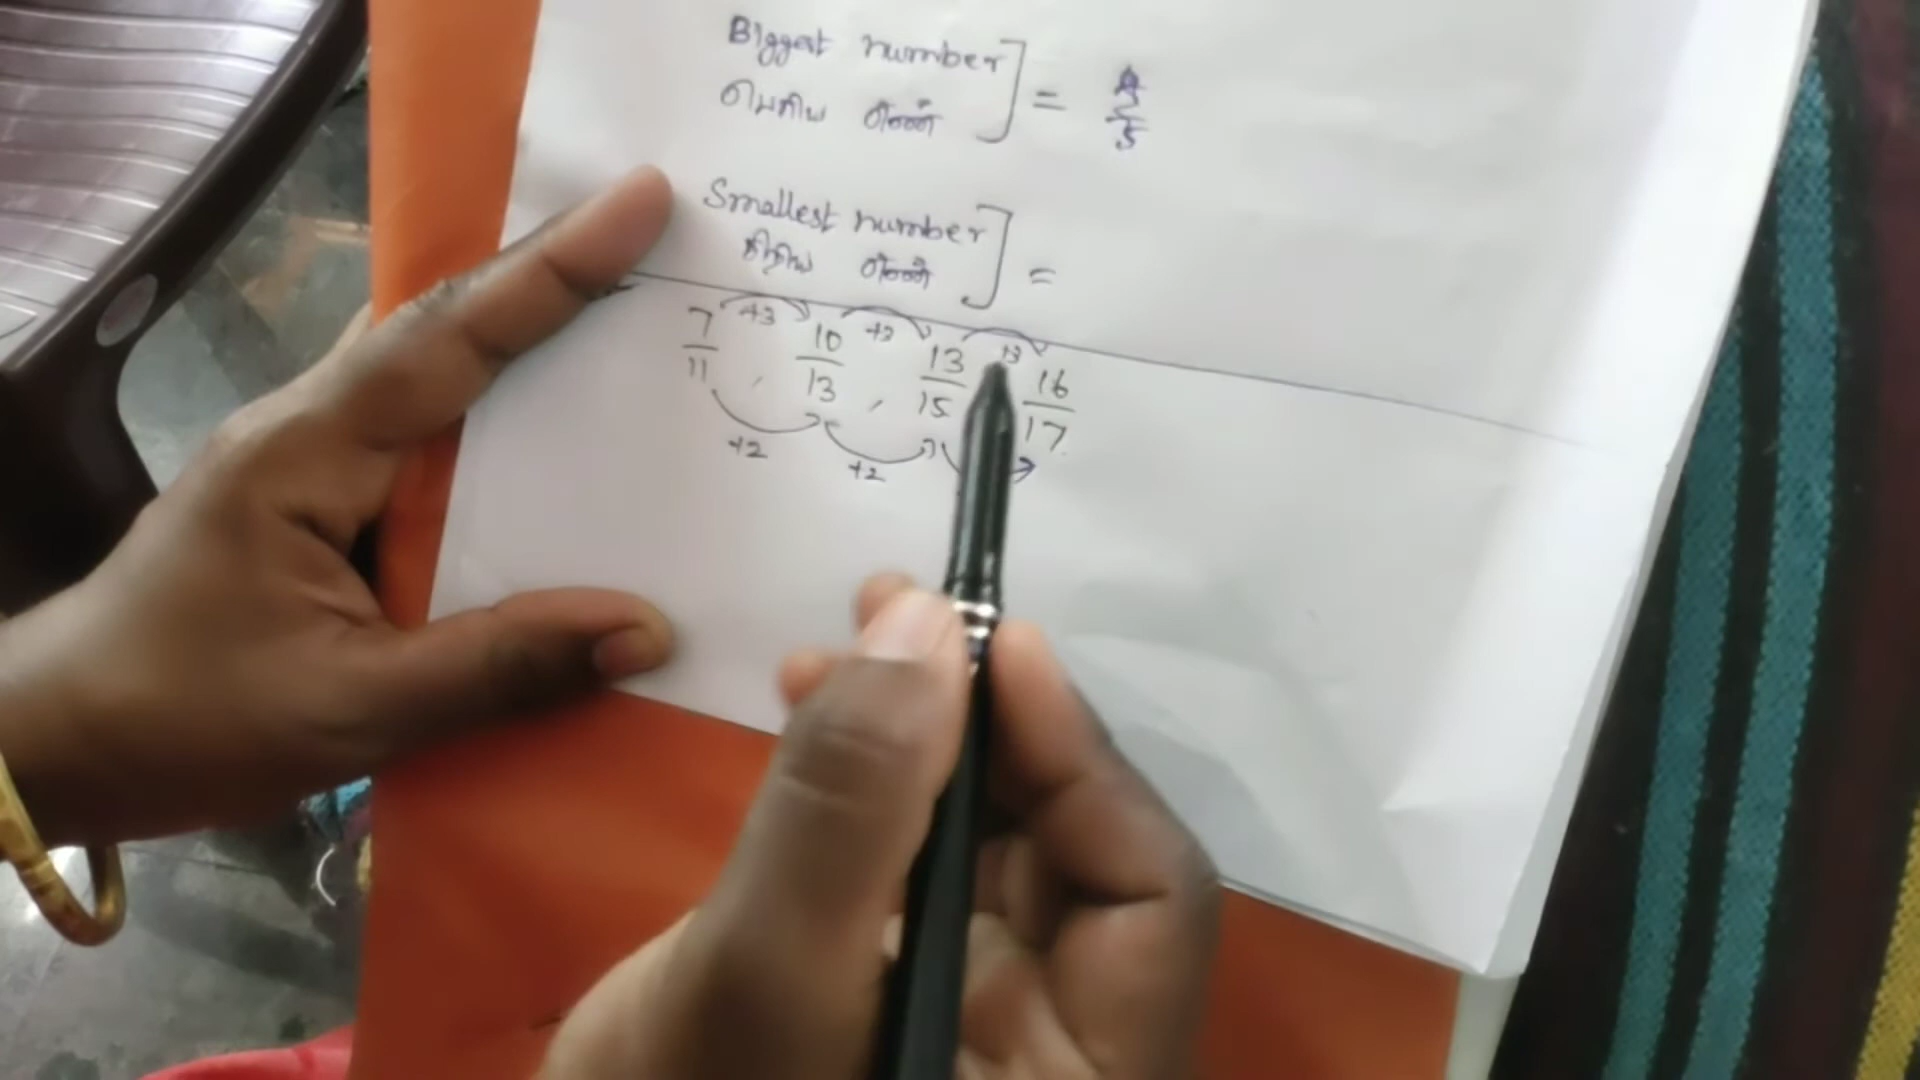 Biggest number
பெரிய எண்
] = 4/5
Smallest number
சிறிய எண்
] =
+3 +3 +3
7/11 , 10/13 , 13/15 16/17
+2 +2